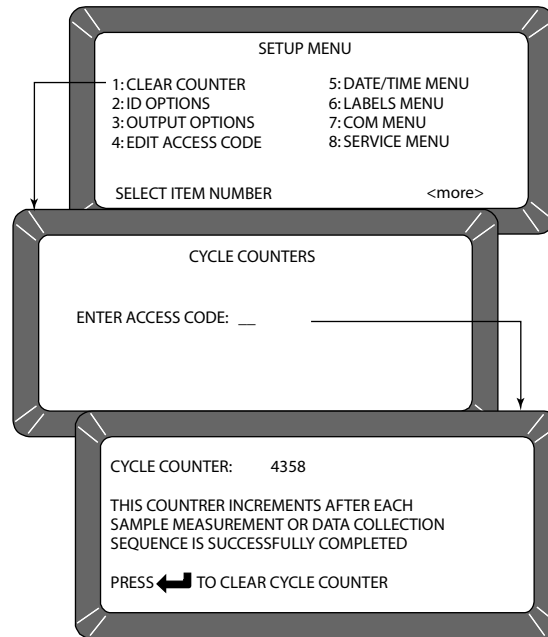 SETUP MENU
1: CLEAR COUNTER 5: DATE/TIME MENU
2: ID OPTIONS 6: LABELS MENU
3: OUTPUT OPTIONS 7: COM MENU
4: EDIT ACCESS CODE 8: SERVICE MENU
SELECT ITEM NUMBER <more>
CYCLE COUNTERS
ENTER ACCESS CODE: __
CYCLE COUNTER: 4358
THIS COUNTRER INCREMENTS AFTER EACH
SAMPLE MEASUREMENT OR DATA COLLECTION
SEQUENCE IS SUCCESSFULLY COMPLETED
PRESS TO CLEAR CYCLE COUNTER